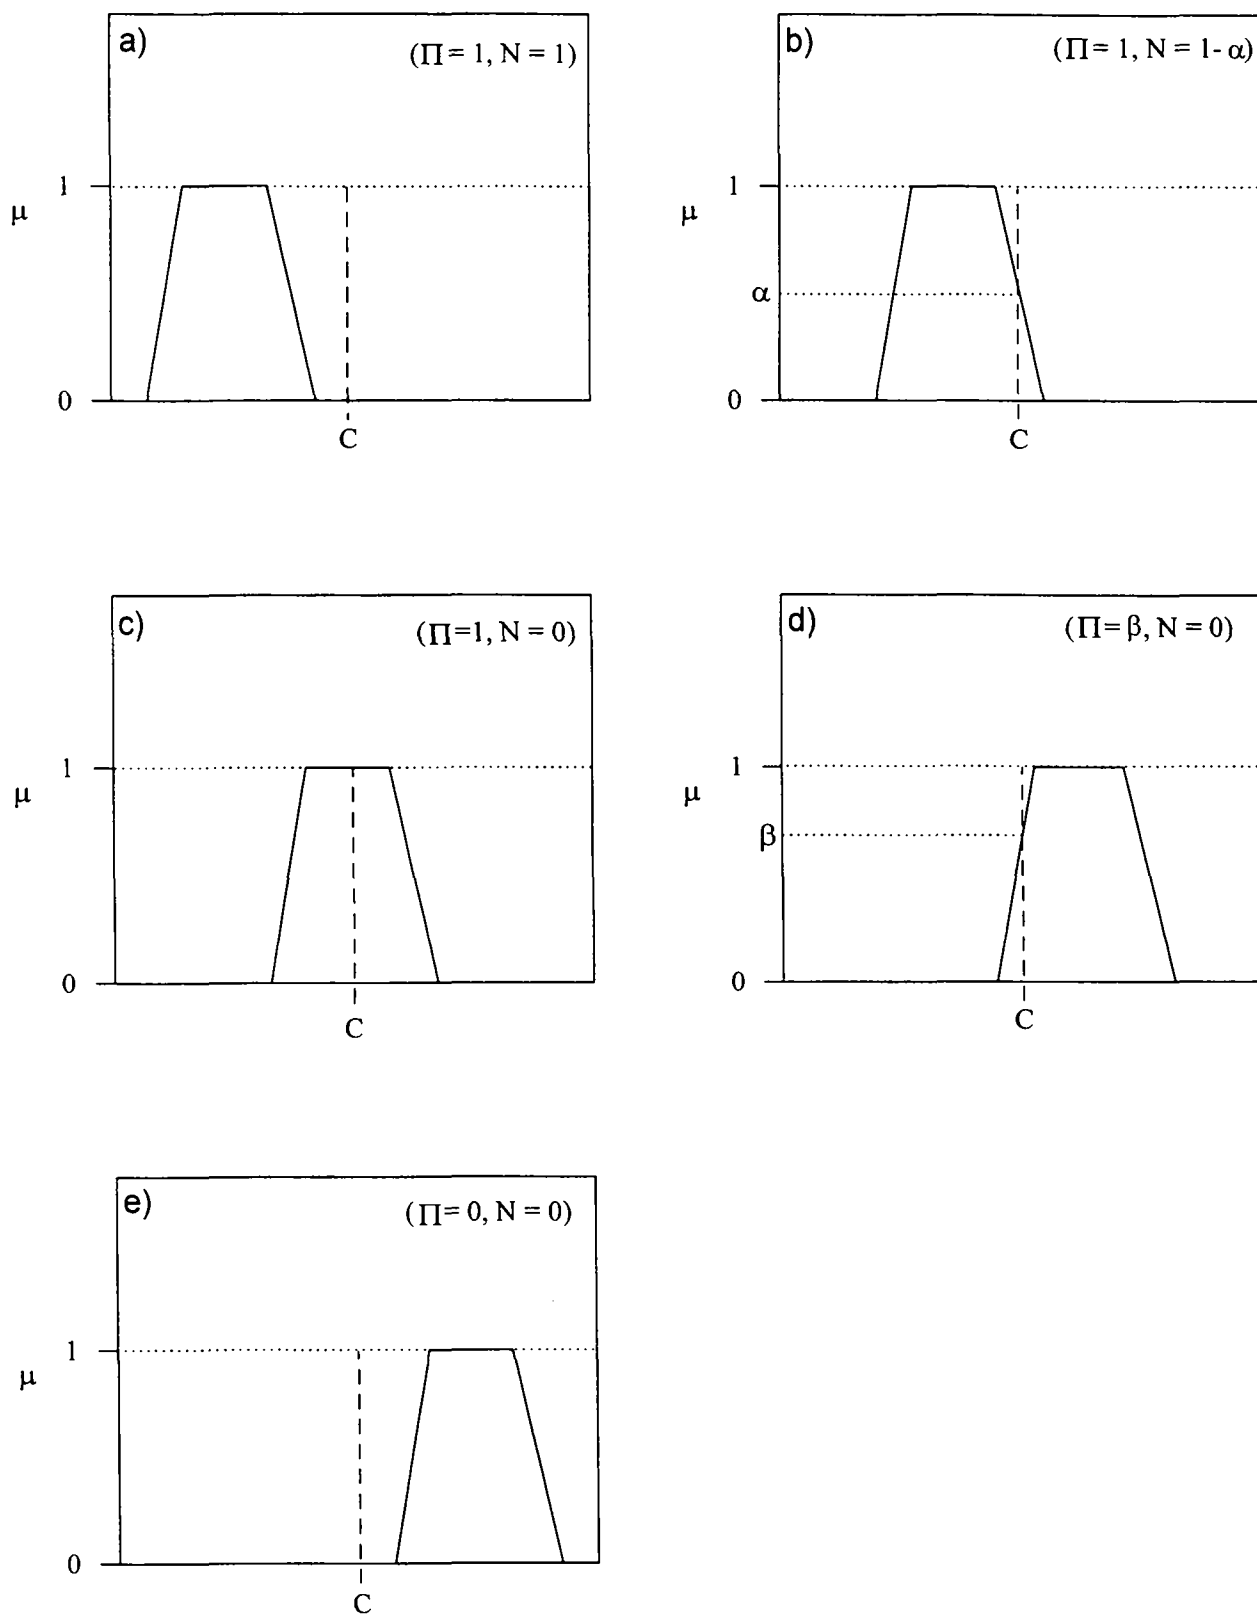 a)
(Π = 1, N = 1)
1
μ
0
C
b)
(Π = 1, N = 1 - α)
1
μ
α
0
C
c)
(Π=1, N = 0)
1
μ
0
C
d)
(Π = β, N = 0)
1
μ
β
0
C
e)
(Π = 0, N = 0)
1
μ
0
C